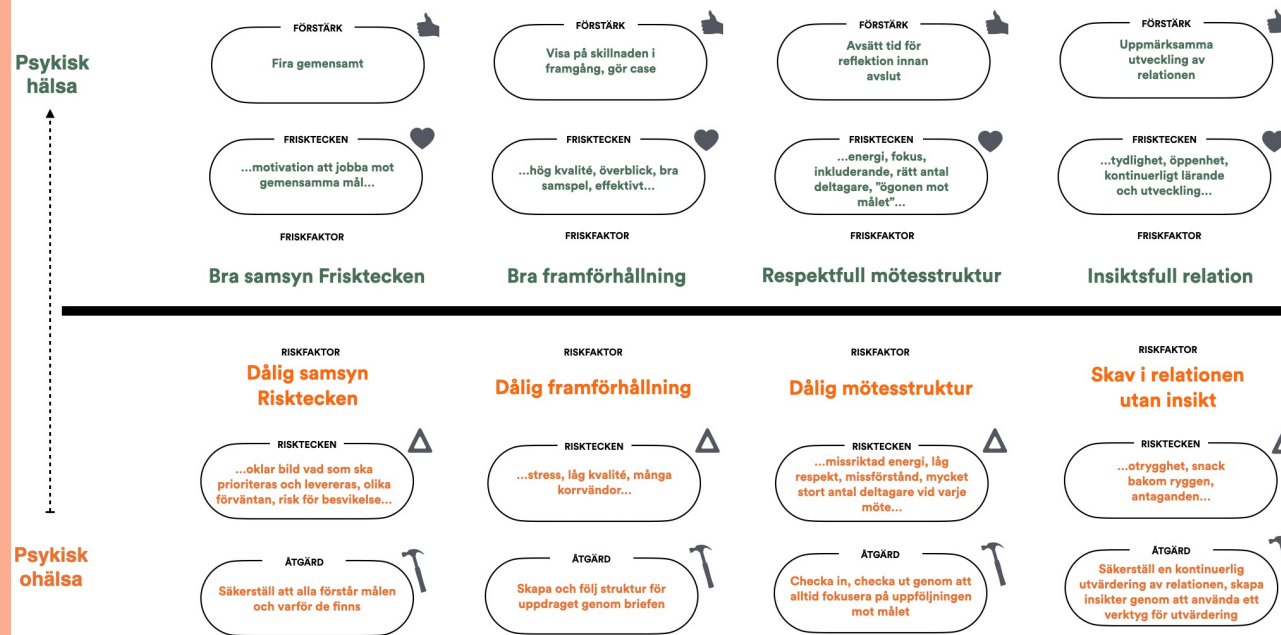 Psykisk
hälsa
FÖRSTÄRK
Fira gemensamt
FÖRSTÄRK
Visa på skillnaden i
framgång, gör case
FÖRSTÄRK
Avsätt tid för
reflektion innan
avslut
FÖRSTÄRK
Uppmärksamma
utveckling av
relationen
FRISKTECKEN
...motivation att jobba mot
gemensamma mål...
FRISKTECKEN
...hög kvalité, överblick, bra
samspel, effektivt...
FRISKTECKEN
...energi, fokus,
inkluderande, rätt antal
deltagare, ”ögonen mot
målet”...
FRISKTECKEN
...tydlighet, öppenhet,
kontinuerligt lärande
och utveckling...
FRISKFAKTOR
Bra samsyn Frisktecken
FRISKFAKTOR
Bra framförhållning
FRISKFAKTOR
Respektfull mötesstruktur
FRISKFAKTOR
Insiktsfull relation
RISKFAKTOR
Dålig samsyn
Risktecken
RISKFAKTOR
Dålig framförhållning
RISKFAKTOR
Dålig mötesstruktur
RISKFAKTOR
Skav i relationen
utan insikt
RISKTECKEN
...oklar bild vad som ska
prioriteras och levereras, olika
förväntan, risk för besvikelse...
RISKTECKEN
...stress, låg kvalité, många
korrvändor...
RISKTECKEN
...missriktad energi, låg
respekt, missförstånd, mycket
stort antal deltagare vid varje
möte...
RISKTECKEN
...otrygghet, snack
bakom ryggen,
antaganden...
Psykisk
ohälsa
ÅTGÄRD
Säkerställ att alla förstår målen
och varför de finns
ÅTGÄRD
Skapa och följ struktur för
uppdraget genom briefen
ÅTGÄRD
Checka in, checka ut genom att
alltid fokusera på uppföljningen
mot målet
ÅTGÄRD
Säkerställ en kontinuerlig
utvärdering av relationen, skapa
insikter genom att använda ett
verktyg för utvärdering